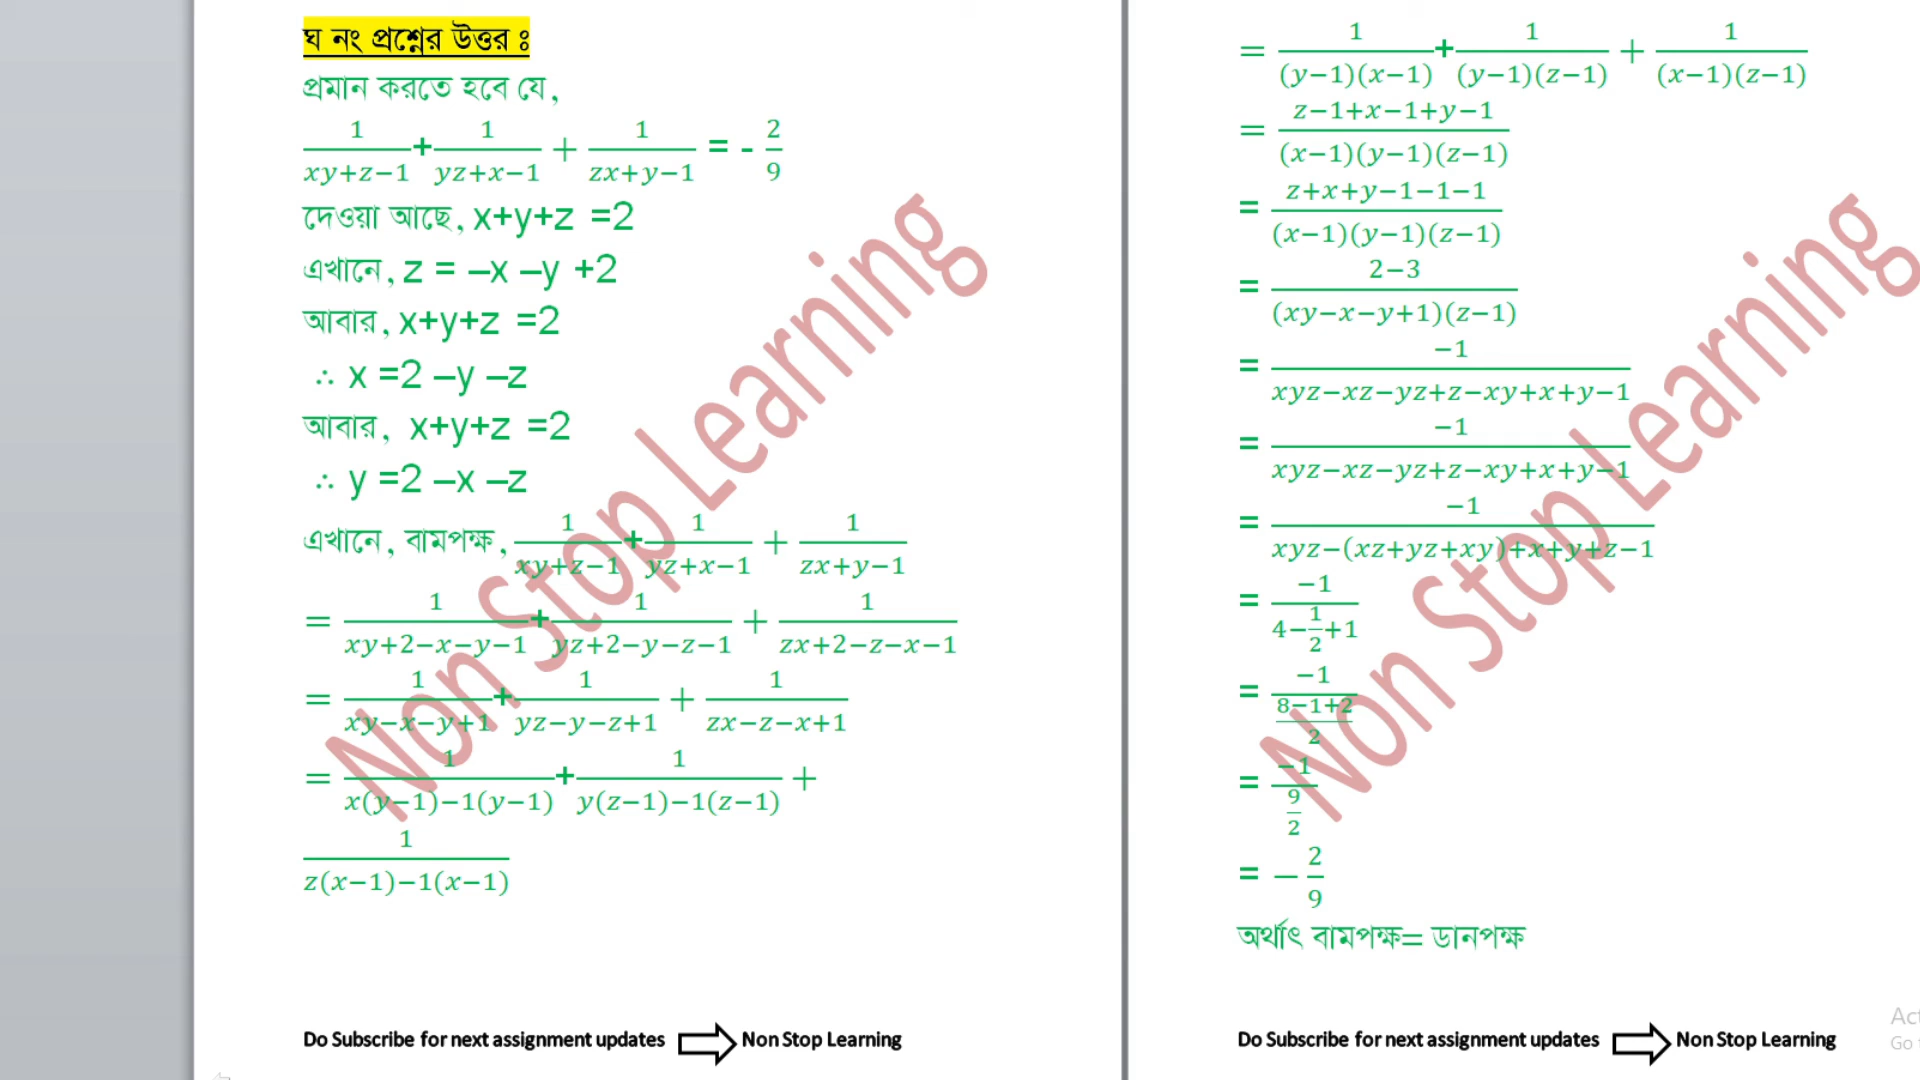 ঘ নং প্রশ্নের উত্তর ঃ
প্রমান করতে হবে যে,
1/(xy+z−1) + 1/(yz+x−1) + 1/(zx+y−1) = - 2/9
দেওয়া আছে, x+y+z =2
এখানে, z = –x –y +2
আবার, x+y+z =2
∴ x =2 –y –z
আবার, x+y+z =2
∴ y =2 –x –z
এখানে, বামপক্ষ, 1/(xy+z−1) + 1/(yz+x−1) + 1/(zx+y−1)
= 1/(xy+2−x−y−1) + 1/(yz+2−y−z−1) + 1/(zx+2−z−x−1)
= 1/(xy−x−y+1) + 1/(yz−y−z+1) + 1/(zx−z−x+1)
= 1/(x(y−1)−1(y−1)) + 1/(y(z−1)−1(z−1)) +
1/(z(x−1)−1(x−1))
Do Subscribe for next assignment updates Non Stop Learning
Non Stop Learning
= 1/((y−1)(x−1)) + 1/((y−1)(z−1)) + 1/((x−1)(z−1))
= (z−1+x−1+y−1)/((x−1)(y−1)(z−1))
= (z+x+y−1−1−1)/((x−1)(y−1)(z−1))
= (2−3)/((xy−x−y+1)(z−1))
= −1/(xyz−xz−yz+z−xy+x+y−1)
= −1/(xyz−xz−yz+z−xy+x+y−1)
= −1/(xyz−(xz+yz+xy)+x+y+z−1)
= −1/(4−1/2+1)
= −1/((8−1+2)/2)
= −1/(9/2)
= −2/9
অর্থাৎ বামপক্ষ= ডানপক্ষ
Do Subscribe for next assignment updates Non Stop Learning
Non Stop Learning